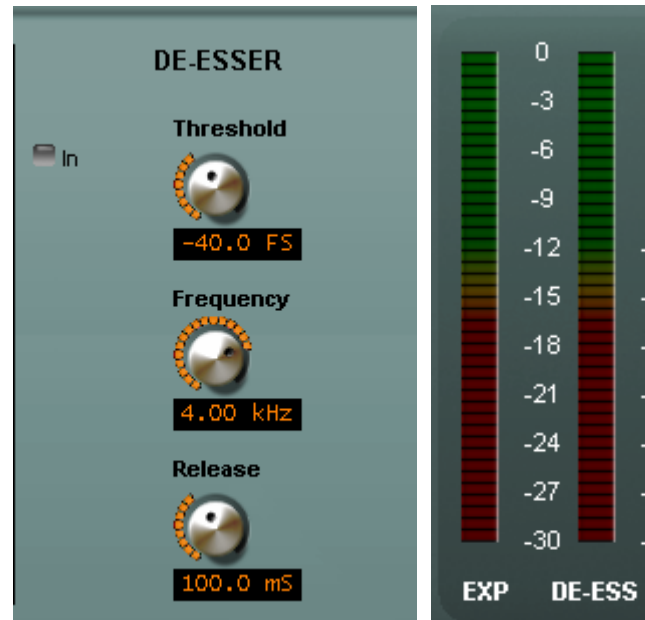 DE-ESSER
Threshold
In
-40.0 FS
Frequency
4.00 kHz
Release
100.0 mS
0
-3
-6
-9
-12
-15
-18
-21
-24
-27
-30
EXP DE-ESS